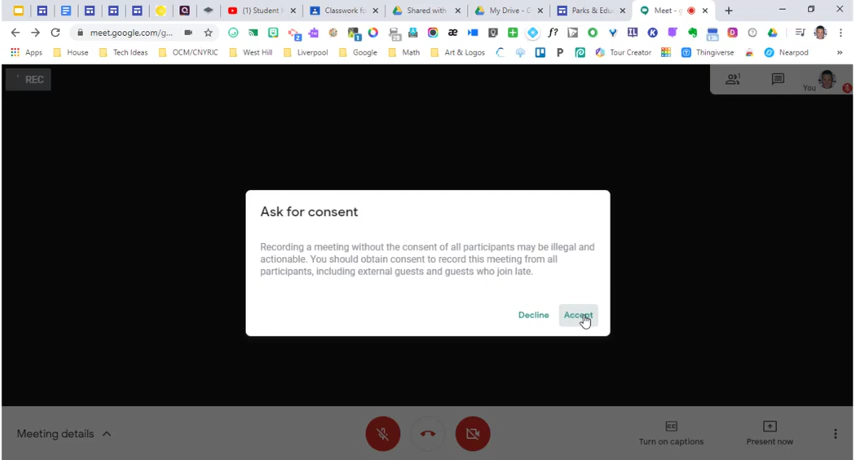 (1) Student
Classwork fo
Shared with
My Drive - G
Parks & Edu
Meet - g
meet.google.com/g...
Apps House Tech Ideas OCM/CNYRIC West Hill Liverpool Google Math Art & Logos Tour Creator Thingiverse Nearpod »
REC
You
Ask for consent
Recording a meeting without the consent of all participants may be illegal and
actionable. You should obtain consent to record this meeting from all
participants, including external guests and guests who join late.
Decline Accept
Meeting details
Turn on captions
Present now